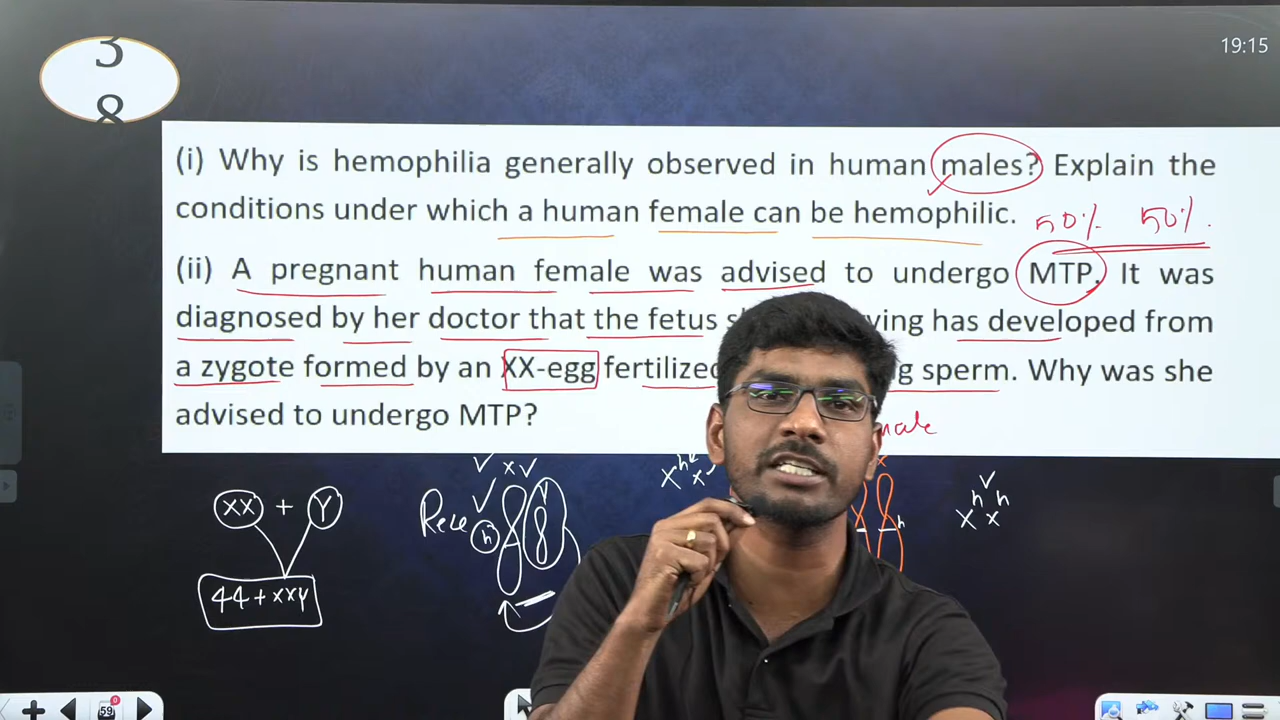 19:15
3
8
(i) Why is hemophilia generally observed in human males? Explain the
conditions under which a human female can be hemophilic.
50% 50%.
(ii) A pregnant human female was advised to undergo MTP. It was
diagnosed by her doctor that the fetus has developed from
a zygote formed by an XX-egg fertilized sperm. Why was she
advised to undergo MTP?
XX + Y
x
Rece h
Y
44+xxy
x h x
h
x h x h
59